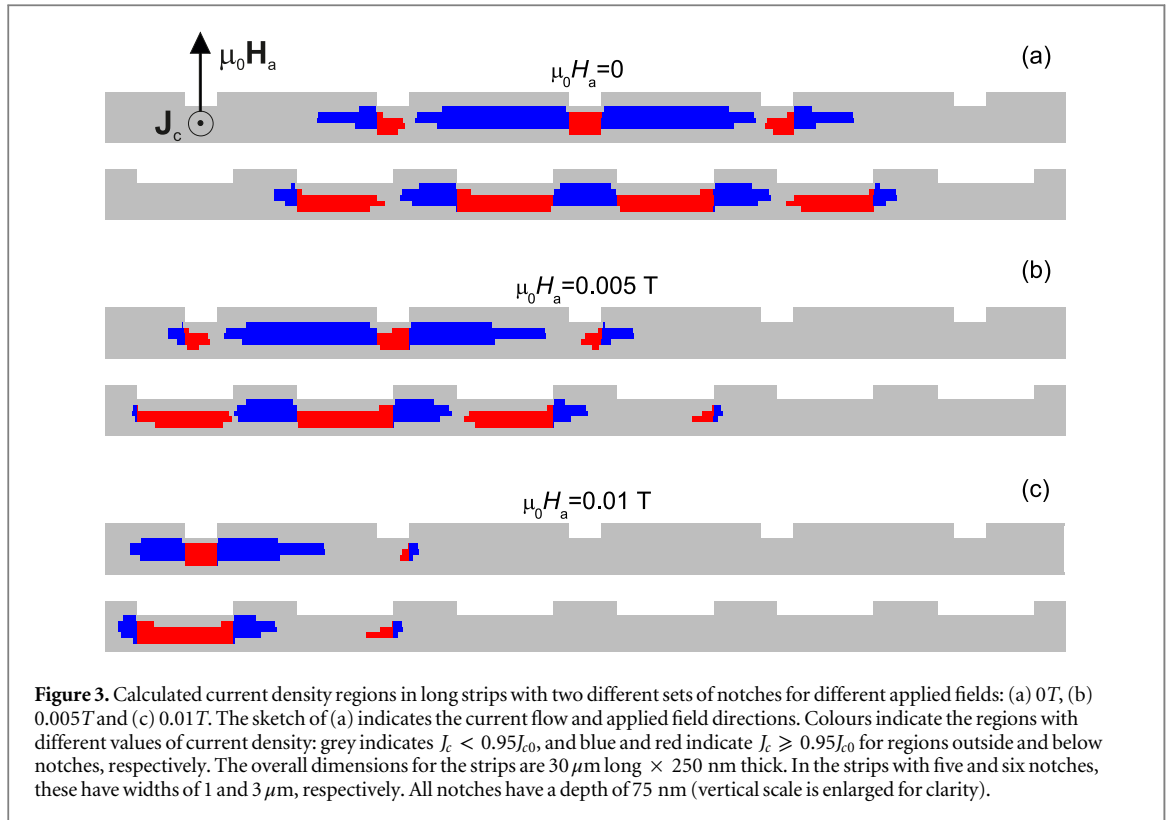 (a)
μ₀Hₐ
μ₀Hₐ=0
J꜀
(b)
μ₀Hₐ=0.005 T
(c)
μ₀Hₐ=0.01 T
Figure 3. Calculated current density regions in long strips with two different sets of notches for different applied fields: (a) 0T, (b)
0.005T and (c) 0.01T. The sketch of (a) indicates the current flow and applied field directions. Colours indicate the regions with
different values of current density: grey indicates J_c < 0.95J_c0, and blue and red indicate J_c ⩾ 0.95J_c0 for regions outside and below
notches, respectively. The overall dimensions for the strips are 30 μm long × 250 nm thick. In the strips with five and six notches,
these have widths of 1 and 3 μm, respectively. All notches have a depth of 75 nm (vertical scale is enlarged for clarity).